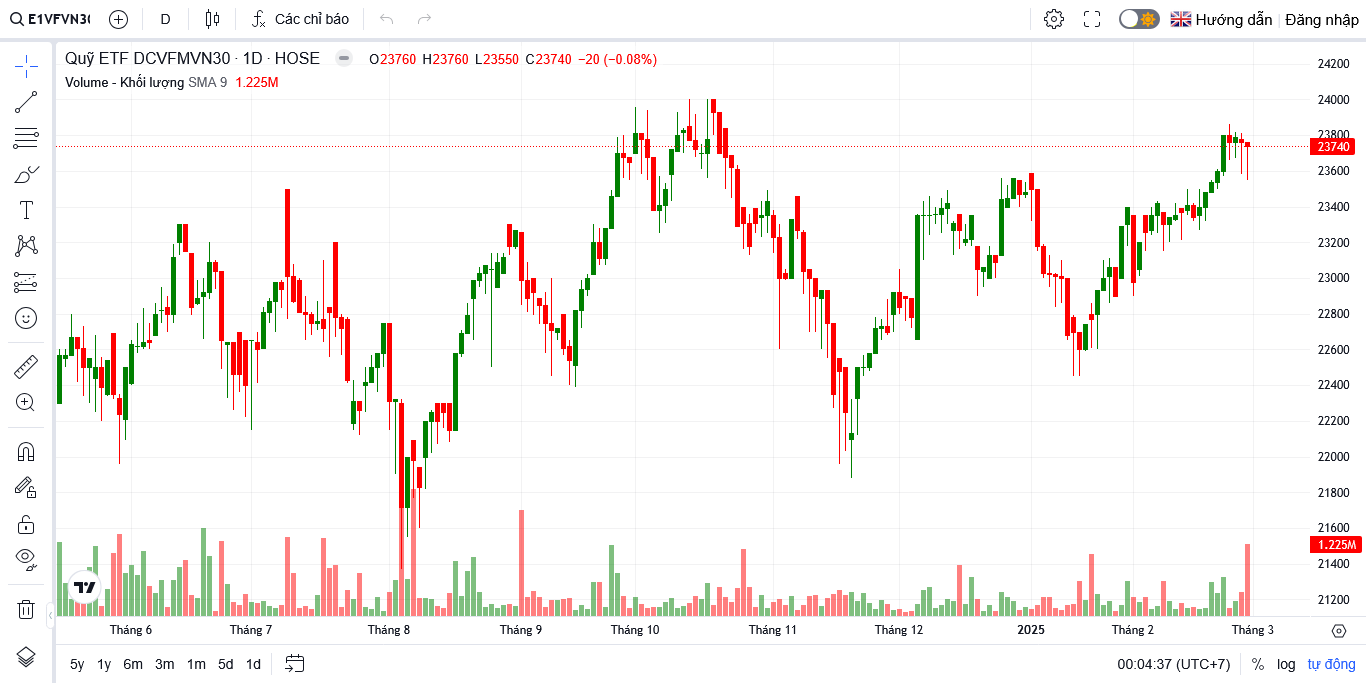 E1VFVN30 D Các chỉ báo Hướng dẫn Đăng nhập
Quỹ ETF DCVFMVN30 · 1D · HOSE O23760 H23760 L23550 C23740 −20 (−0.08%)
Volume - Khối lượng SMA 9 1.225M
24200
24000
23800
23740
23600
23400
23200
23000
22800
22600
22400
22200
22000
21800
21600
1.225M
21400
21200
Tháng 6 Tháng 7 Tháng 8 Tháng 9 Tháng 10 Tháng 11 Tháng 12 2025 Tháng 2 Tháng 3
5y 1y 6m 3m 1m 5d 1d 00:04:37 (UTC+7) % log tự động